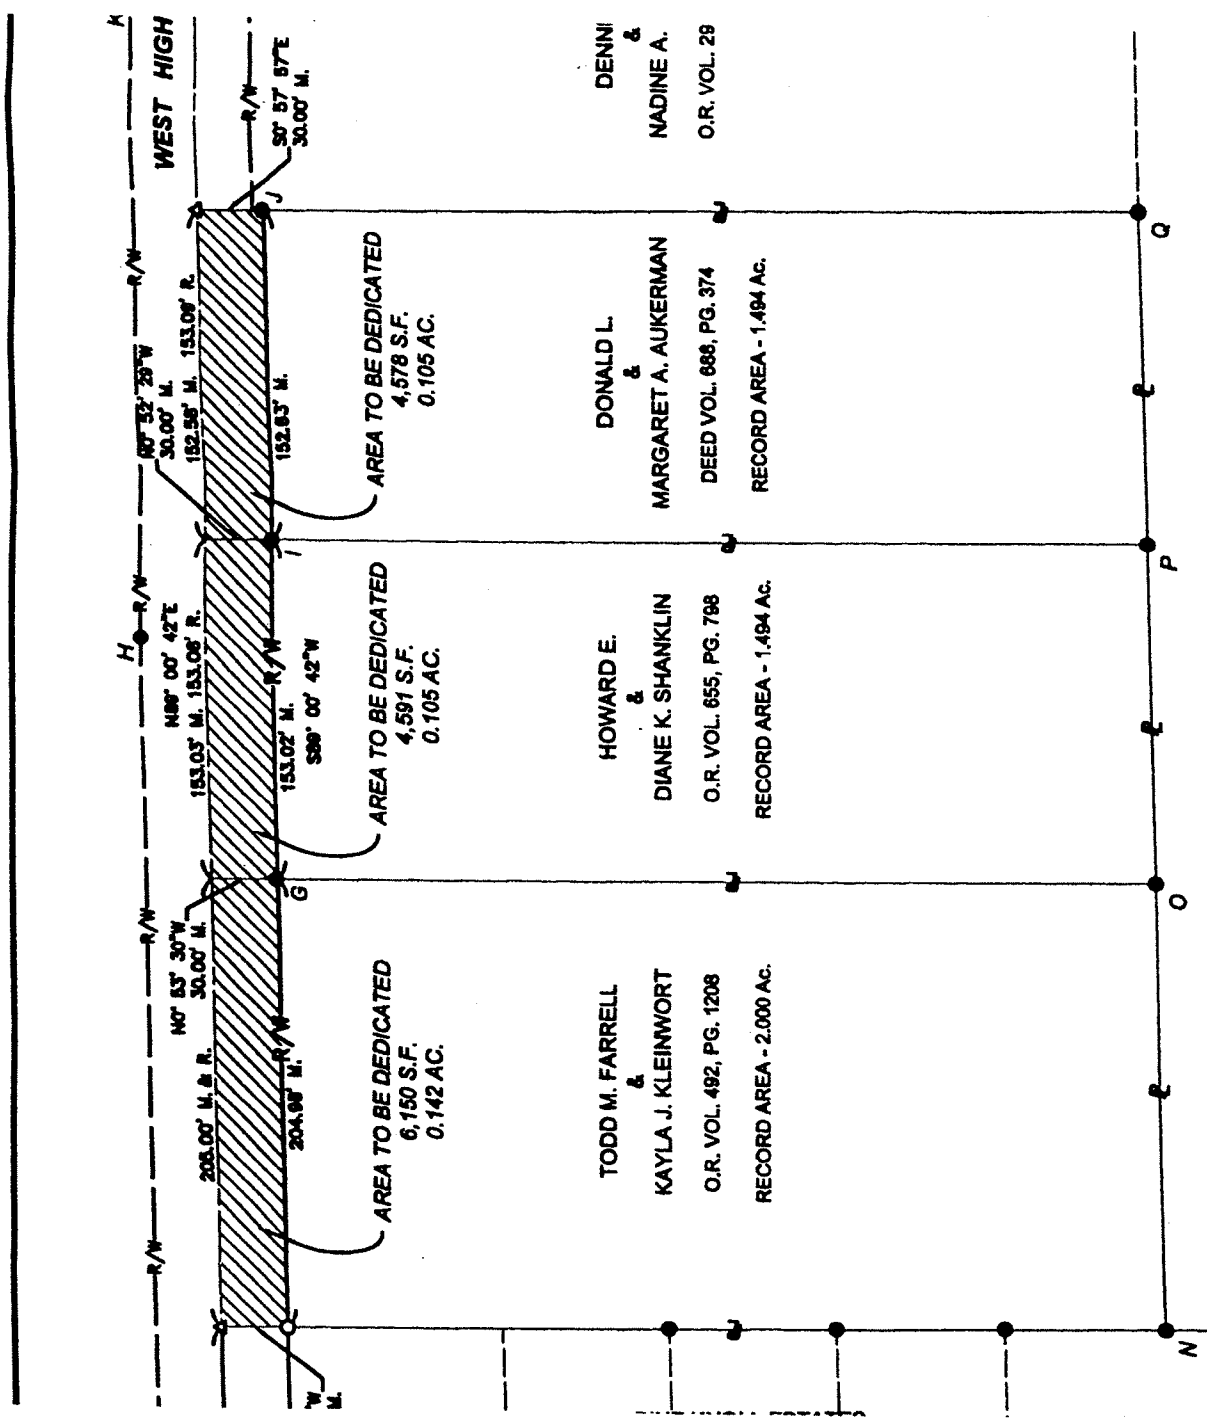 K
WEST HIGH
R/W
R/W
R/W
R/W
R/W
R/W
R/W
R/W
H
S0° 57' 57"E
30.00' M.
J
152.58' M. 153.09' R.
N0° 52' 29"W
30.00' M.
152.63' M.
I
N89° 00' 42"E
153.03' M. 153.06' R.
153.02' M.
S89° 00' 42"W
G
N0° 53' 30"W
30.00' M.
205.00' M. & R.
204.98' M.
"W
M.
AREA TO BE DEDICATED
6,150 S.F.
0.142 AC.
AREA TO BE DEDICATED
4,591 S.F.
0.105 AC.
AREA TO BE DEDICATED
4,578 S.F.
0.105 AC.
TODD M. FARRELL
&
KAYLA J. KLEINWORT
O.R. VOL. 492, PG. 1208
RECORD AREA - 2.000 Ac.
HOWARD E.
&
DIANE K. SHANKLIN
O.R. VOL. 655, PG. 798
RECORD AREA - 1.494 Ac.
DONALD L.
&
MARGARET A. AUKERMAN
DEED VOL. 688, PG. 374
RECORD AREA - 1.494 Ac.
DENNI
&
NADINE A.
O.R. VOL. 29
N
O
P
Q